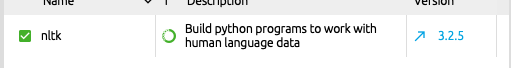 Name T Description Version
nltk Build python programs to work with
human language data 3.2.5